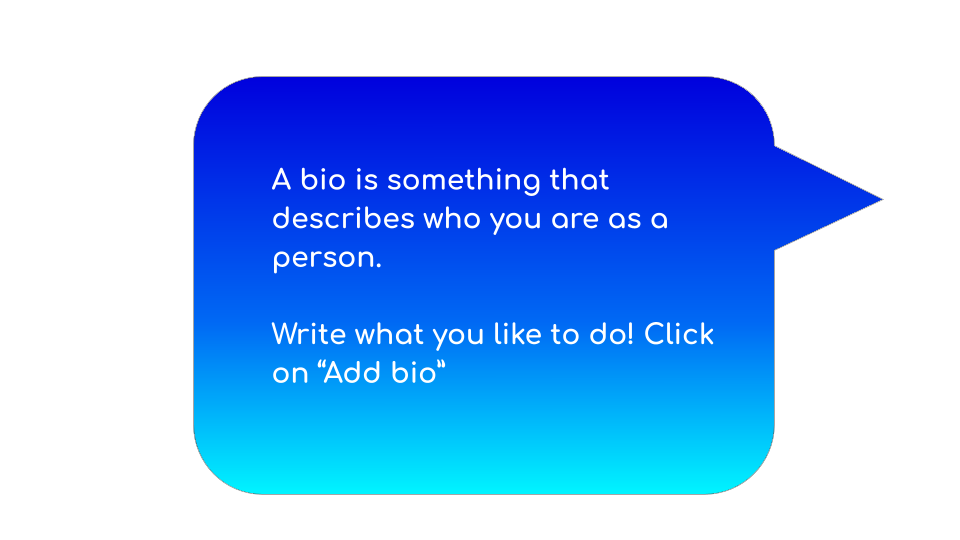 A bio is something that
describes who you are as a
person.
Write what you like to do! Click
on “Add bio”